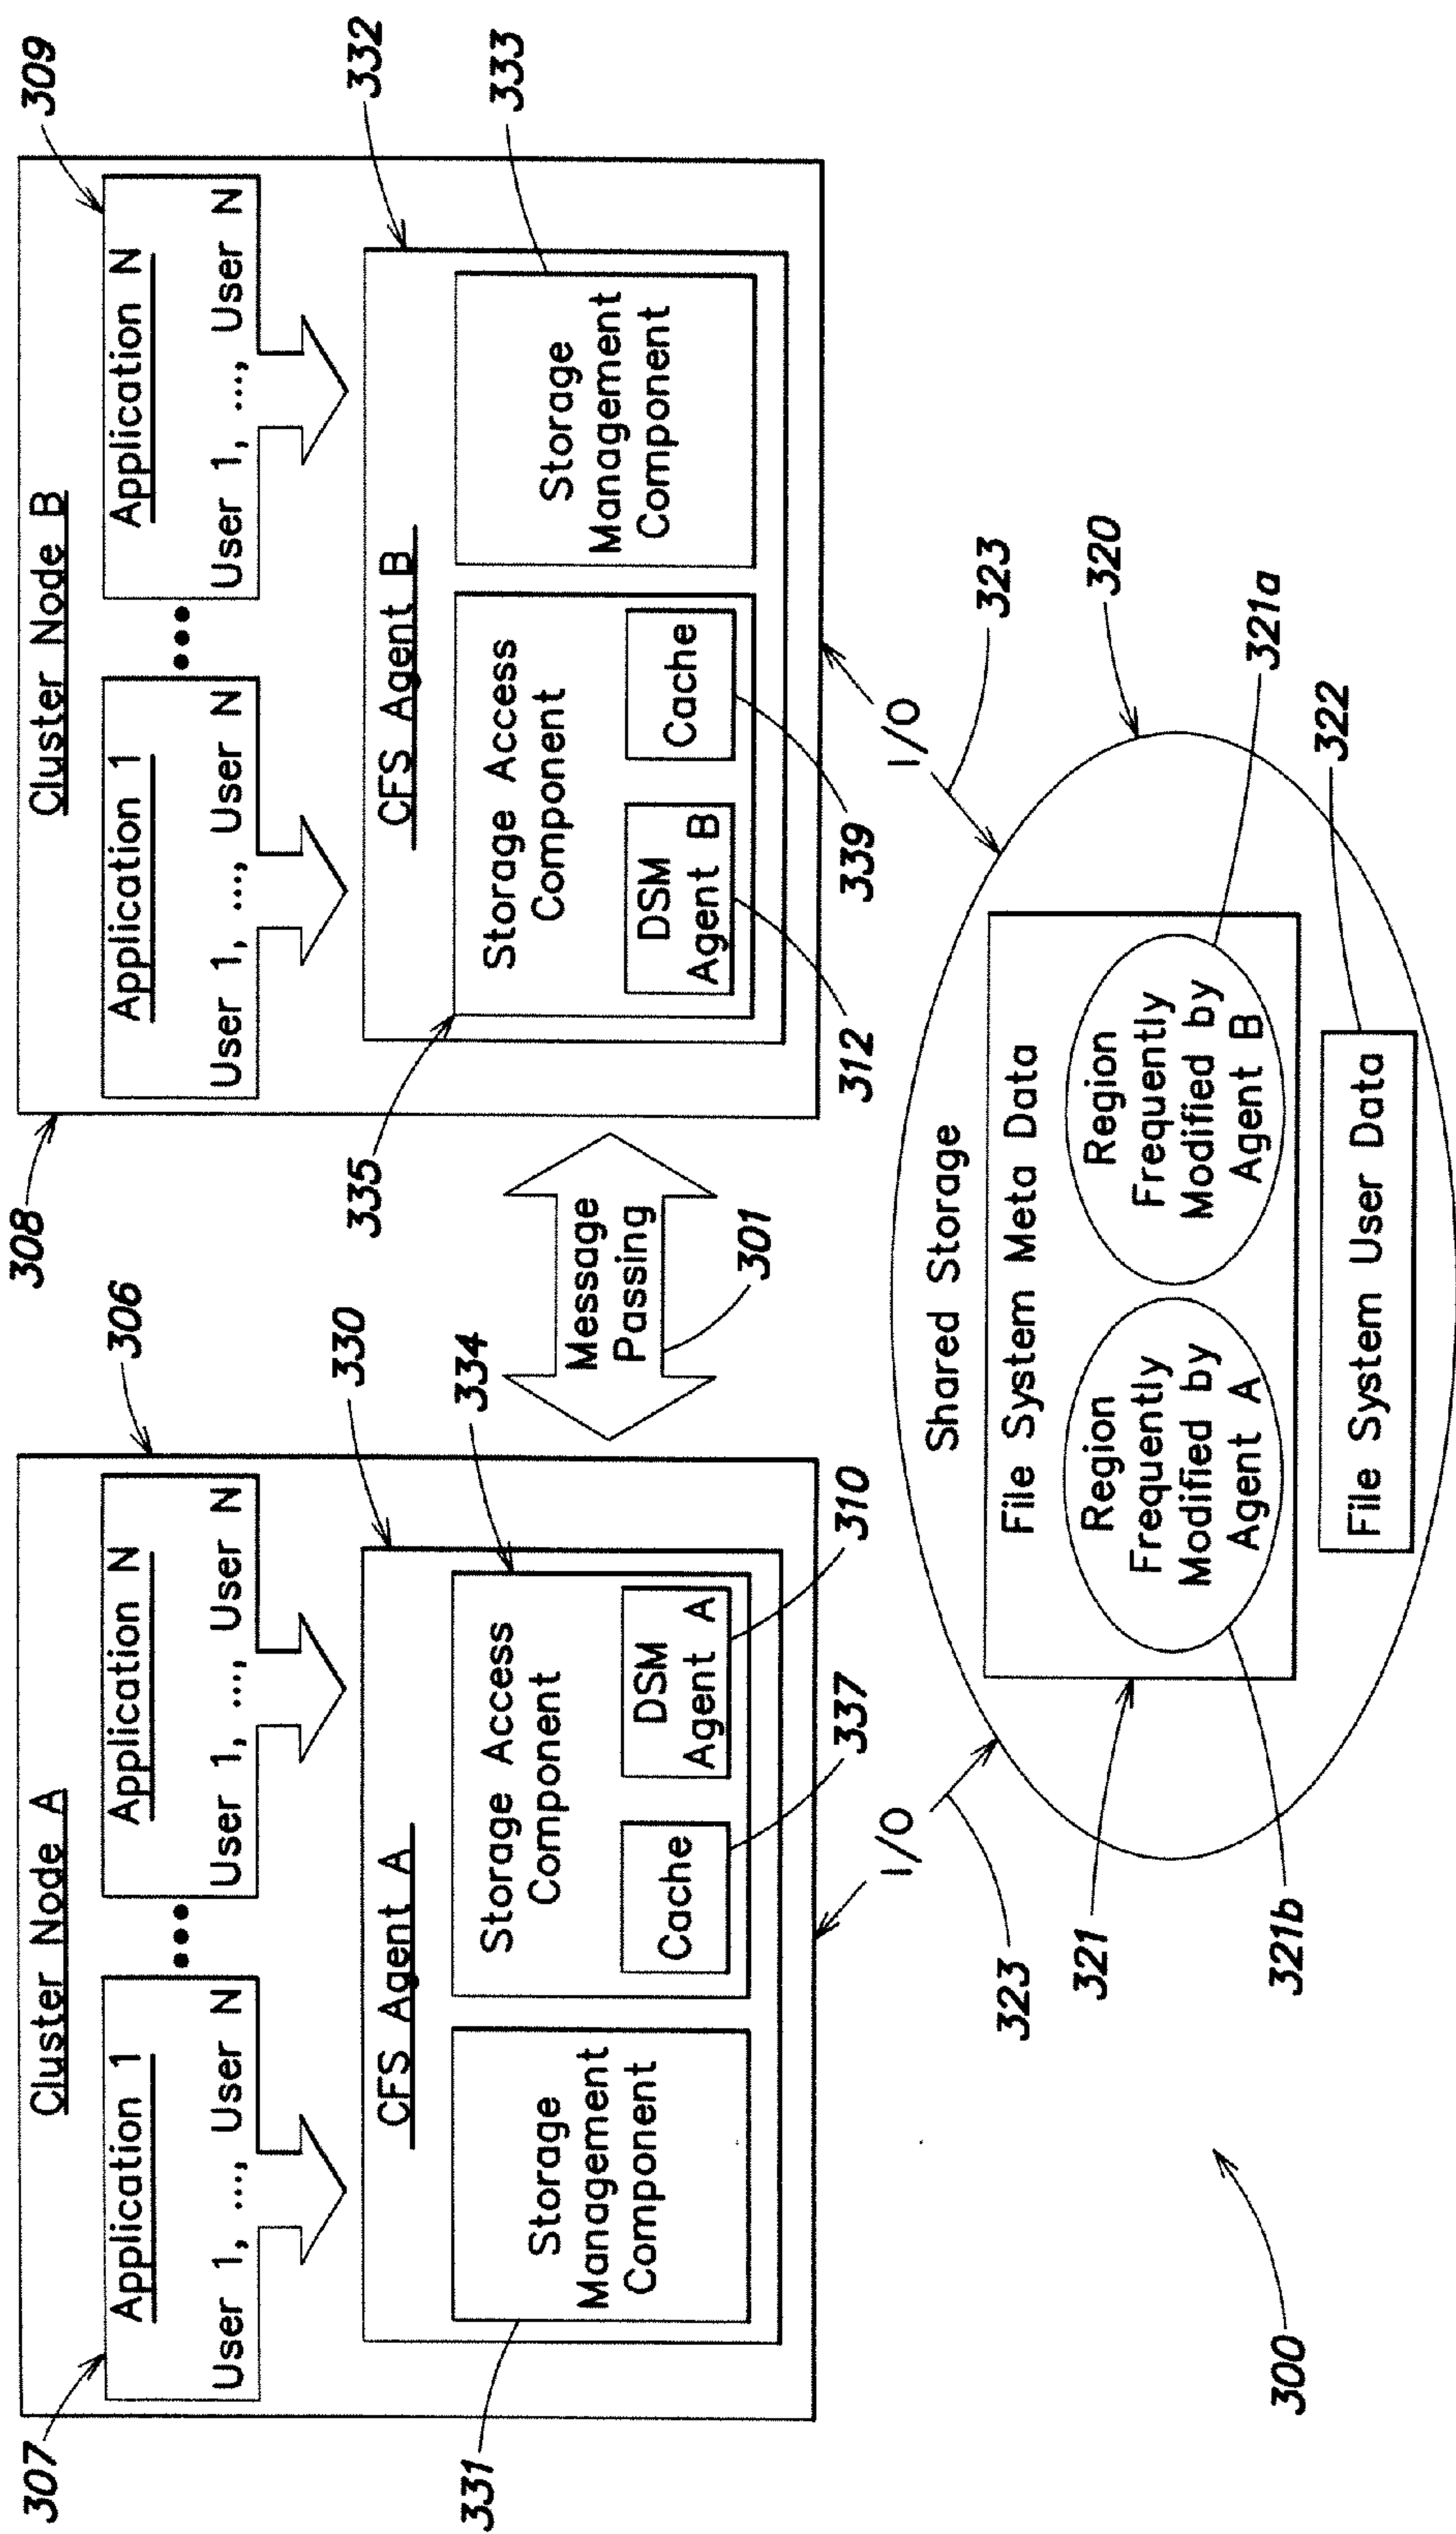 Cluster Node A
307
306
Application 1
User 1, ..., User N
•••
Application N
User 1, ..., User N
CFS Agent A
330
331
Storage
Management
Component
334
Storage Access
Component
Cache
337
DSM
Agent A
310
Message
Passing
301
Cluster Node B
308
309
Application 1
User 1, ..., User N
•••
Application N
User 1, ..., User N
CFS Agent B
332
335
Storage Access
Component
DSM
Agent B
312
Cache
339
Storage
Management
Component
333
I/O
323
I/O
323
Shared Storage
320
File System Meta Data
321
Region
Frequently
Modified by
Agent A
321b
Region
Frequently
Modified by
Agent B
321a
File System User Data
322
300